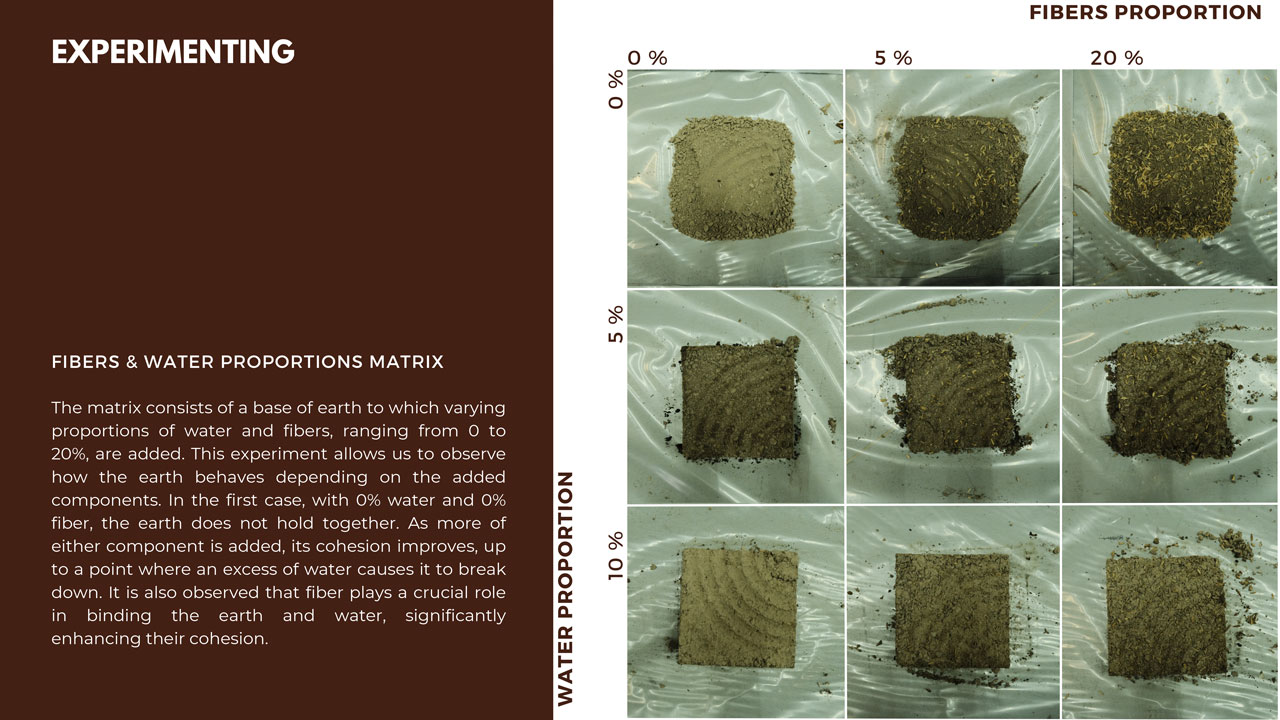 EXPERIMENTING
FIBERS & WATER PROPORTIONS MATRIX
The matrix consists of a base of earth to which varying
proportions of water and fibers, ranging from 0 to
20%, are added. This experiment allows us to observe
how the earth behaves depending on the added
components. In the first case, with 0% water and 0%
fiber, the earth does not hold together. As more of
either component is added, its cohesion improves, up
to a point where an excess of water causes it to break
down. It is also observed that fiber plays a crucial role
in binding the earth and water, significantly
enhancing their cohesion.
FIBERS PROPORTION
0 %
5 %
20 %
WATER PROPORTION
0 %
5 %
10 %